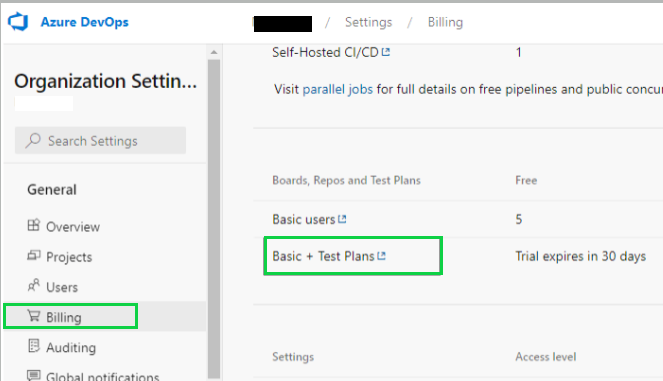 Azure DevOps
/ Settings / Billing
Organization Settin...
Search Settings
General
Overview
Projects
Users
Billing
Auditing
Global notifications
Self-Hosted CI/CD 1
Visit parallel jobs for full details on free pipelines and public concu
Boards, Repos and Test Plans Free
Basic users 5
Basic + Test Plans Trial expires in 30 days
Settings Access level